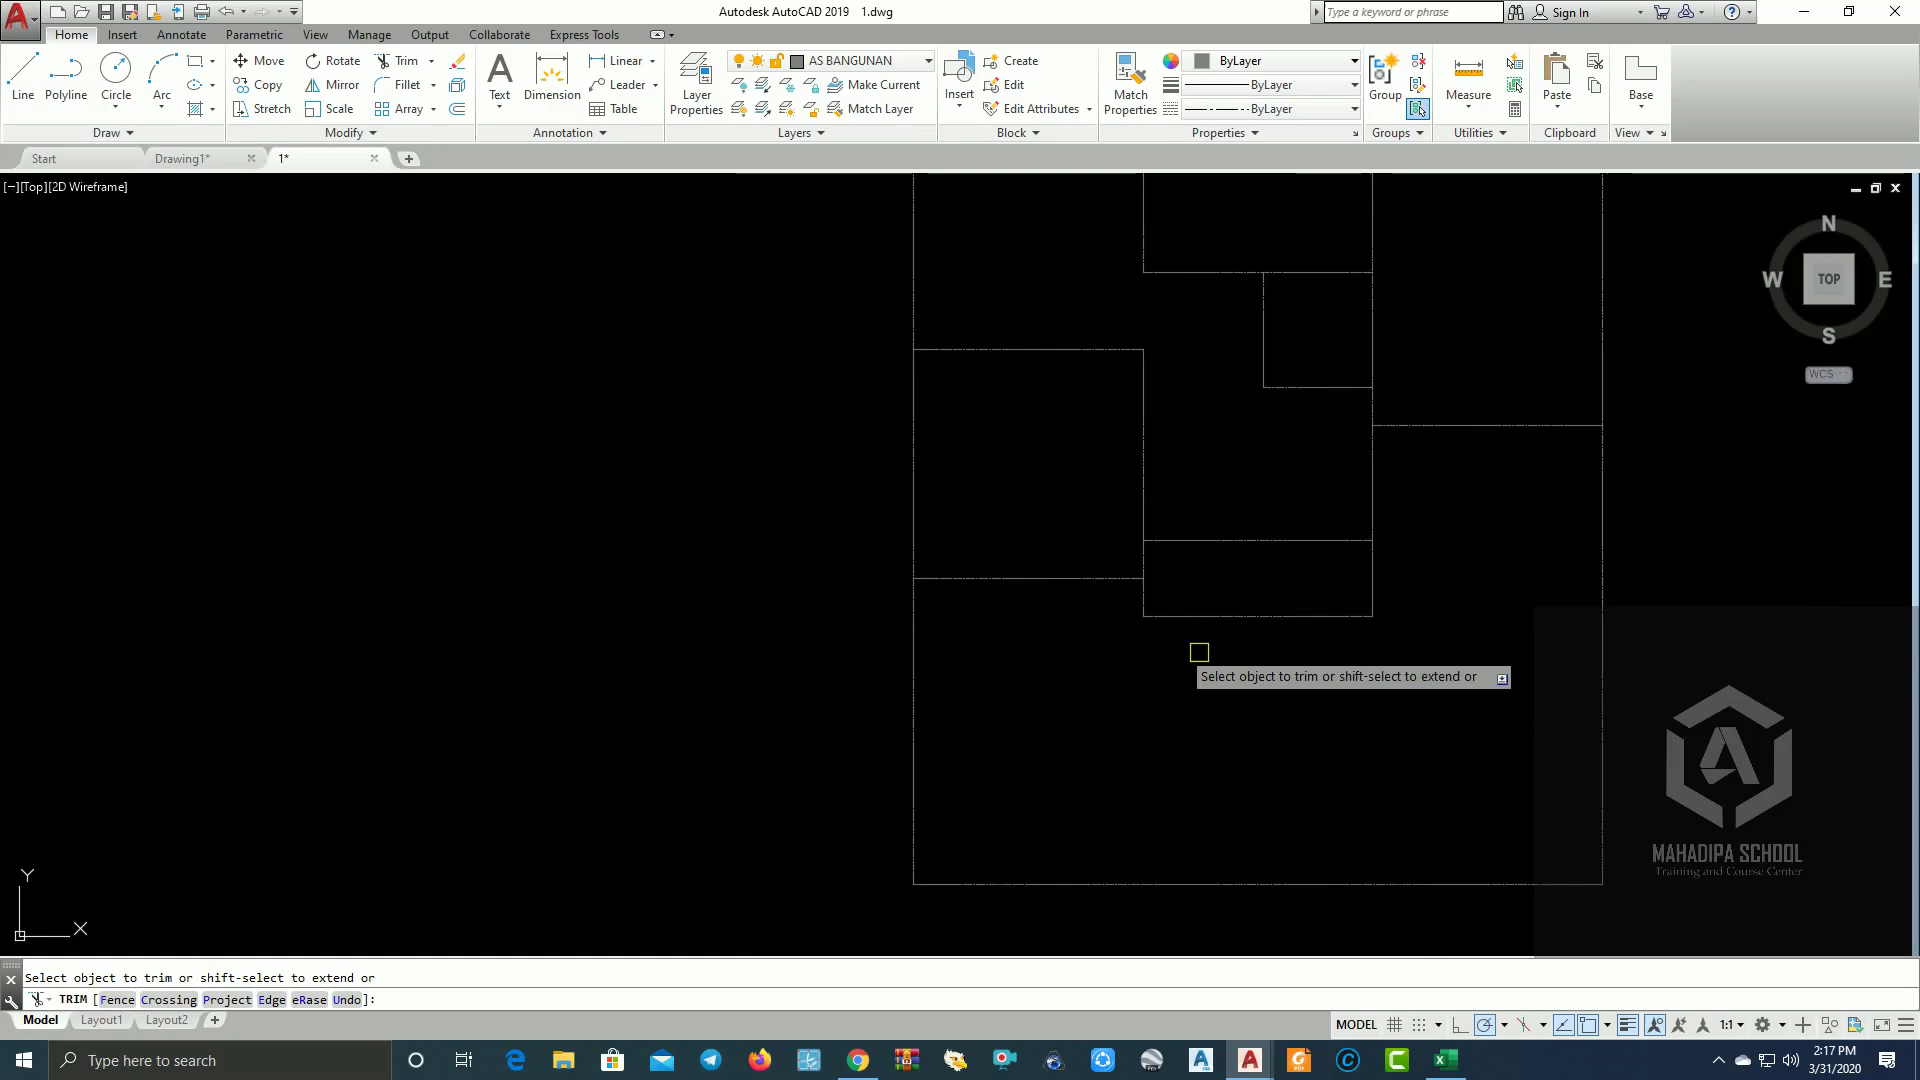 Autodesk AutoCAD 2019 1.dwg
Type a keyword or phrase
Sign In
Home Insert Annotate Parametric View Manage Output Collaborate Express Tools
Line Polyline Circle Arc
Draw
Move Rotate Trim
Copy Mirror Fillet
Stretch Scale Array
Modify
Text Dimension
Linear
Leader
Table
Annotation
Layer Properties
AS BANGUNAN
Make Current
Match Layer
Layers
Insert
Create
Edit
Edit Attributes
Block
Match Properties
ByLayer
ByLayer
ByLayer
Properties
Group
Groups
Measure
Utilities
Paste
Clipboard
Base
View
Start Drawing1* 1*
[−][Top][2D Wireframe]
N
W TOP E
S
WCS
Select object to trim or shift-select to extend or
MAHADIPA SCHOOL
Training and Course Center
Y
X
Select object to trim or shift-select to extend or
TRIM [Fence Crossing Project Edge eRase Undo]:
Model Layout1 Layout2
MODEL 1:1
Type here to search
2:17 PM
3/31/2020